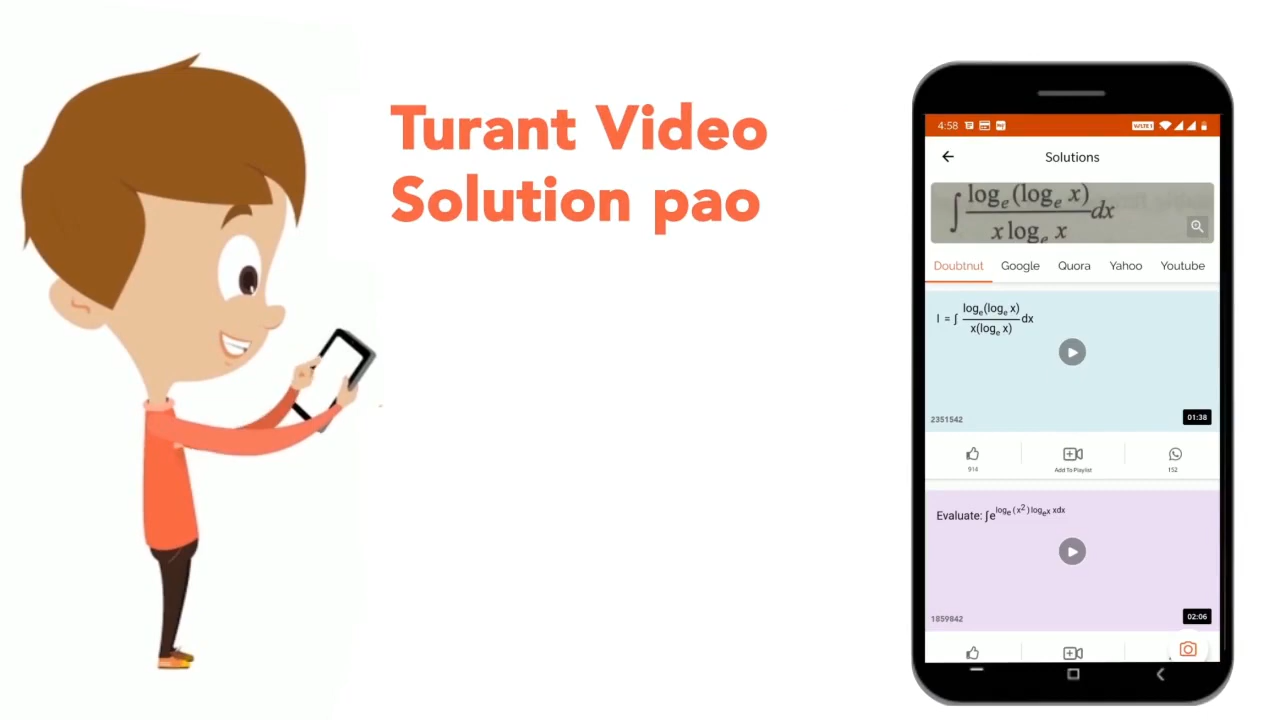 Turant Video
Solution pao
4:58
VoLTE1
Solutions
∫ logₑ(logₑ x) / x logₑ x dx
Doubtnut Google Quora Yahoo Youtube
I = ∫ logₑ(logₑ x) / x(logₑ x) dx
2351542 01:38
914 Add To Playlist 152
Evaluate: ∫e^logₑ(x²)logₑx xdx
1859842 02:06